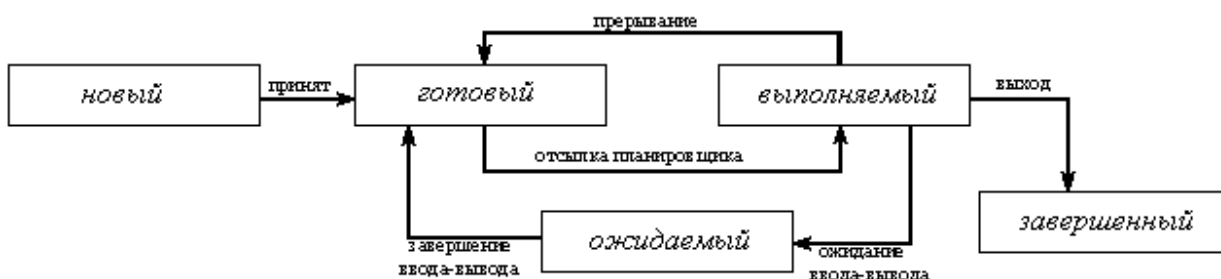 прерывание
новый
принят
готовый
выполняемый
выход
отсылка планировщика
завершенный
ожидаемый
завершение
ввода-вывода
ожидание
ввода-вывода